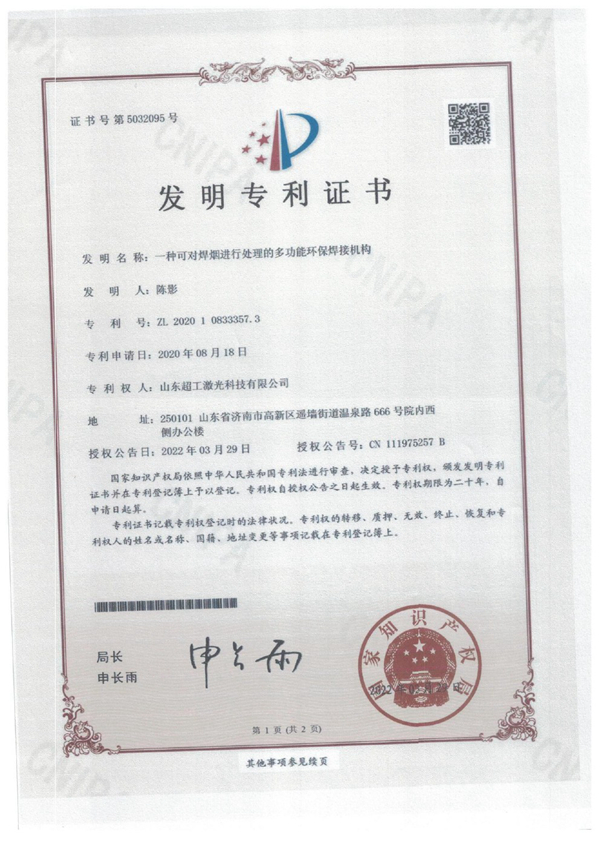 证书号第5032095号
发明专利证书
发明名称：一种可对焊烟进行处理的多功能环保焊接机构
发明人：陈影
专利号：ZL 2020 1 0833357.3
专利申请日：2020年08月18日
专利权人：山东超工激光科技有限公司
地址：250101 山东省济南市高新区遥墙街道温泉路666号院内西
侧办公楼
授权公告日：2022年03月29日 授权公告号：CN 111975257 B
国家知识产权局依照中华人民共和国专利法进行审查，决定授予专利权，颁发发明专利
证书并在专利登记簿上予以登记。专利权自授权公告之日起生效。专利权期限为二十年，自
申请日起算。
专利证书记载专利权登记时的法律状况。专利权的转移、质押、无效、终止、恢复和专
利权人的姓名或名称、国籍、地址变更等事项记载在专利登记簿上。
局长
申长雨
申长雨
国家知识产权局
第 1 页 (共 2 页)
其他事项参见续页
CNIPA
CNIPA
CNIPA
CNIPA
CNIPA